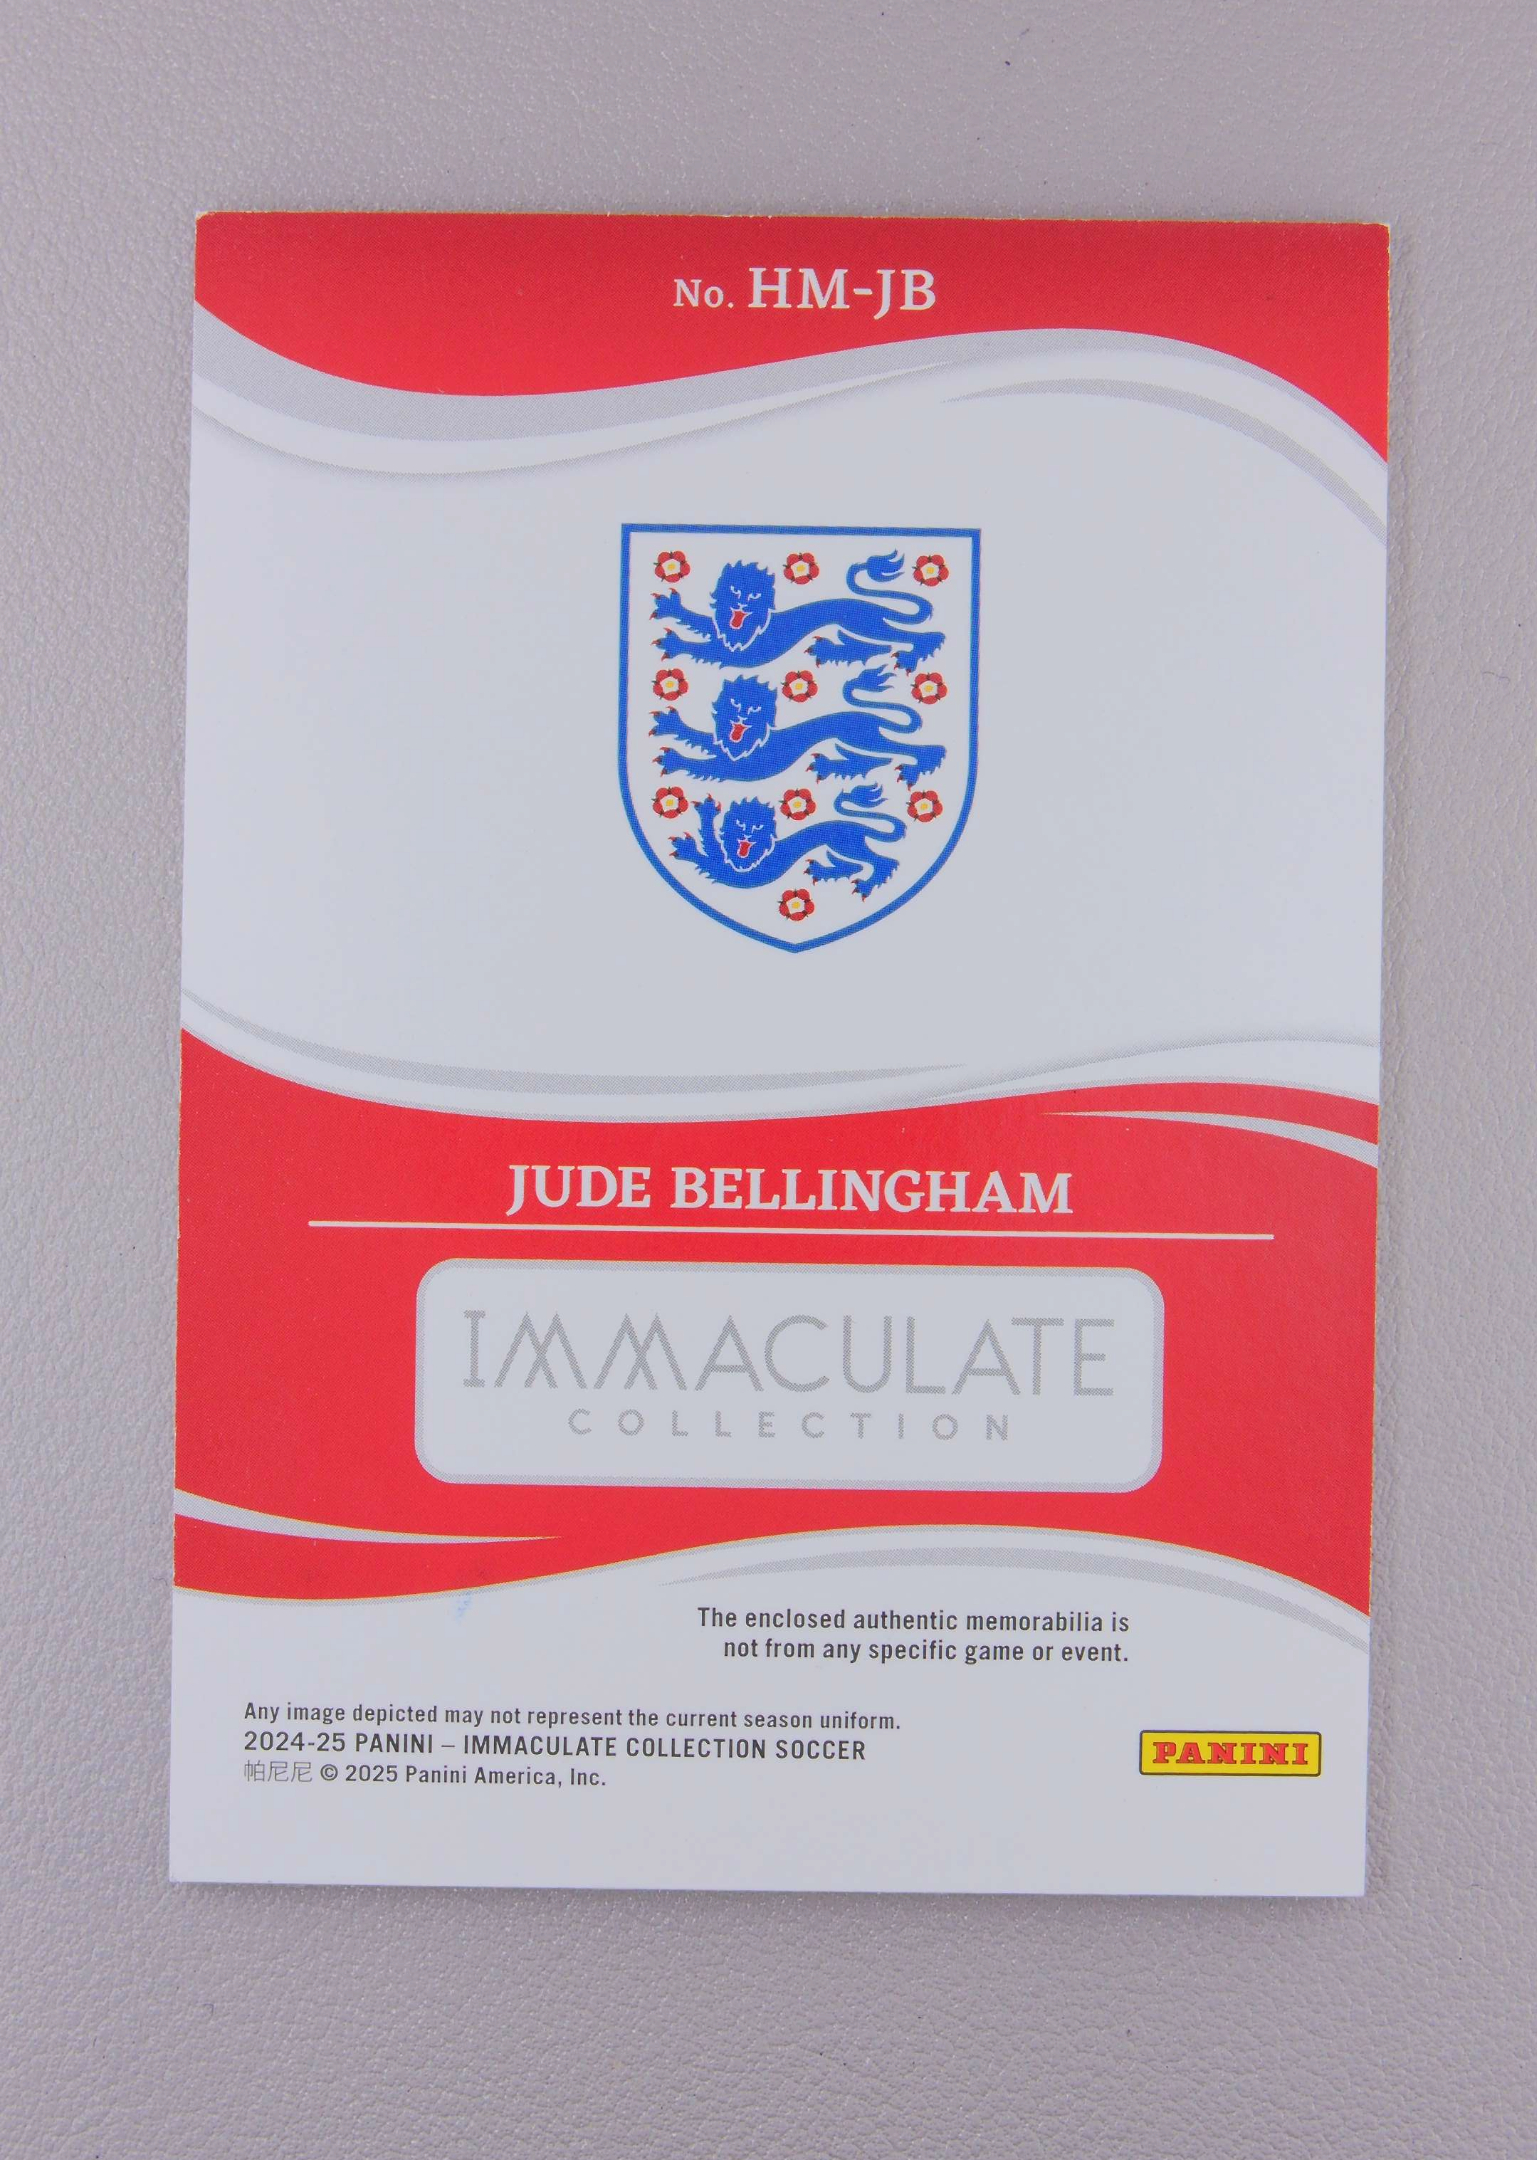 No. HM-JB
JUDE BELLINGHAM
IMMACULATE
COLLECTION
The enclosed authentic memorabilia is
not from any specific game or event.
Any image depicted may not represent the current season uniform.
2024-25 PANINI – IMMACULATE COLLECTION SOCCER
帕尼尼 © 2025 Panini America, Inc.
PANINI